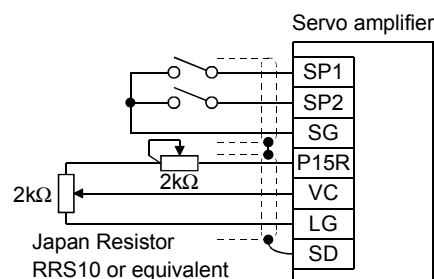 Servo amplifier
SP1
SP2
SG
P15R
2kΩ
VC
2kΩ
LG
Japan Resistor
SD
RRS10 or equivalent